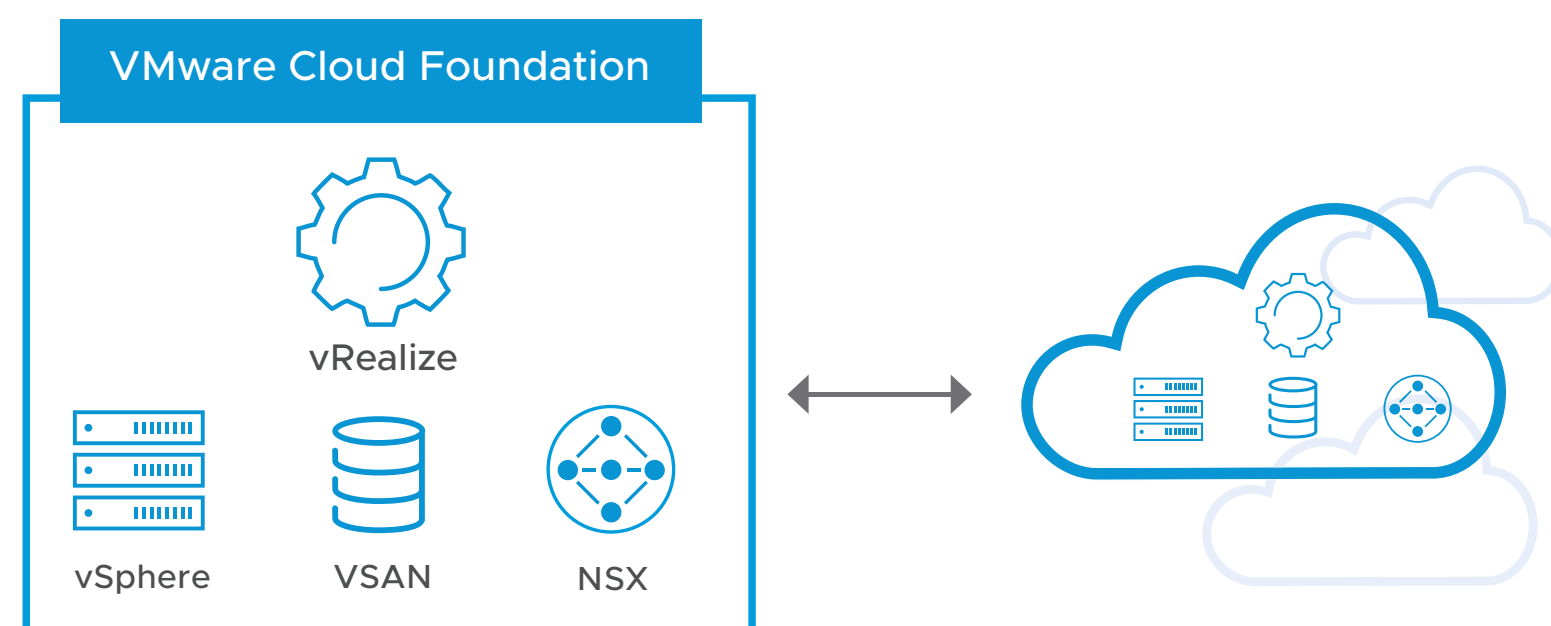 VMware Cloud Foundation
vRealize
vSphere
VSAN
NSX